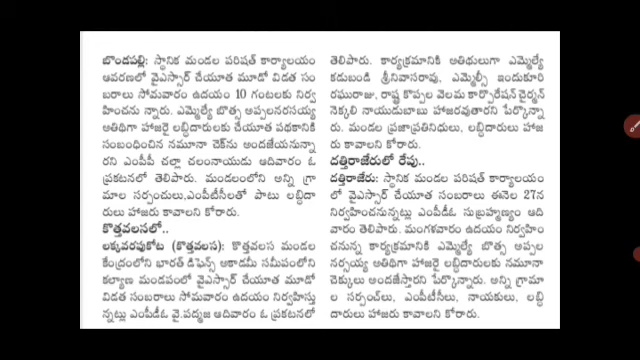 బొండపల్లి: స్థానిక మండల పరిషత్ కార్యాలయం
ఆవరణలో వైఎస్సార్ చేయూత మూడో విడత సం
బరాలు సోమవారం ఉదయం 10 గంటలకు నిర్వ
హించను న్నారు. ఎమ్మెల్యే బొత్స అప్పలనరసయ్య
అతిథిగా హాజరై లబ్ధిదారులకు చేయూత పథకానికి
సంబంధించిన నమూనా చెక్‌ను అందజేయనున్నా
రని ఎంపీపీ చల్లా చలంనాయుడు ఆదివారం ఓ
ప్రకటనలో తెలిపారు. మండలంలోని అన్ని గ్రా
మాల సర్పంచులు,ఎంపీటీసీలతో పాటు లబ్ధిదా
రులు హాజరు కావాలని కోరారు.
కొత్తవలసలో..
లక్కవరపుకోట (కొత్తవలస): కొత్తవలస మండల
కేంద్రంలోని భారత్ డిఫెన్స్ ఆకాడమీ సమీపంలోని
కల్యాణ మండపంలో వైఎస్సార్ చేయూత మూడో
విడత సంబరాలు సోమవారం ఉదయం నిర్వహిస్తు
న్నట్లు ఎంపీడీఓ వై.పద్మజ ఆదివారం ఓ ప్రకటనలో
తెలిపారు. కార్యక్రమానికి అతిథులుగా ఎమ్మెల్యే
కడుబండి శ్రీనివాసరావు, ఎమ్మెల్సీ ఇందుకూరి
రఘురాజు, రాష్ట్ర కొప్పల వెలమ కార్పొరేషన్ చైర్మన్
నెక్కలి నాయుడుబాబు హాజరవుతారని పేర్కొన్నా
రు. మండల ప్రజాప్రతినిధులు, లబ్ధిదారులు హాజ
రు కావాలని కోరారు.
దత్తిరాజేరులో రేపు..
దత్తిరాజేరు: స్థానిక మండల పరిషత్ కార్యాలయం
లో వైఎస్సార్ చేయూత సంబరాలు ఈనెల 27న
నిర్వహించనున్నట్లు ఎంపీడీఓ సుబ్రహ్మణ్యం ఆది
వారం తెలిపారు. మంగళవారం ఉదయం నిర్వహిం
చనున్న కార్యక్రమానికి ఎమ్మెల్యే బొత్స అప్పల
నర్సయ్య అతిథిగా హాజరై లబ్ధిదారులకు నమూనా
చెక్కులు అందజేస్తారని పేర్కొన్నారు. అన్ని గ్రామా
ల సర్పంచ్‌లు, ఎంపీటీసీలు, నాయకులు, లబ్ధి
దారులు హాజరు కావాలని కోరారు.